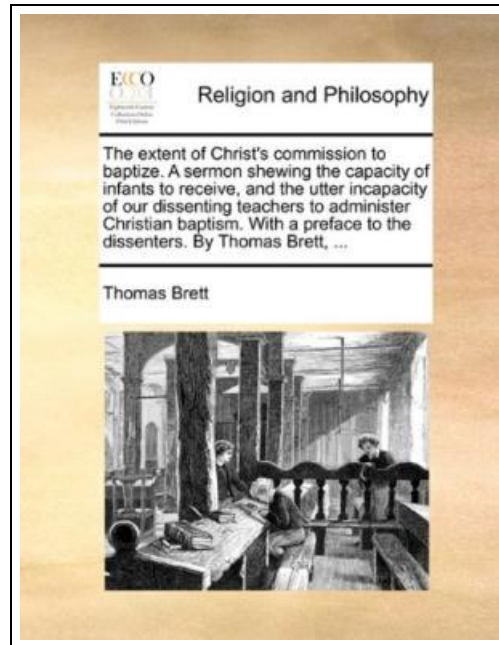 ECCO
Religion and Philosophy
The extent of Christ's commission to
baptize. A sermon shewing the capacity of
infants to receive, and the utter incapacity
of our dissenting teachers to administer
Christian baptism. With a preface to the
dissenters. By Thomas Brett, ...
Thomas Brett